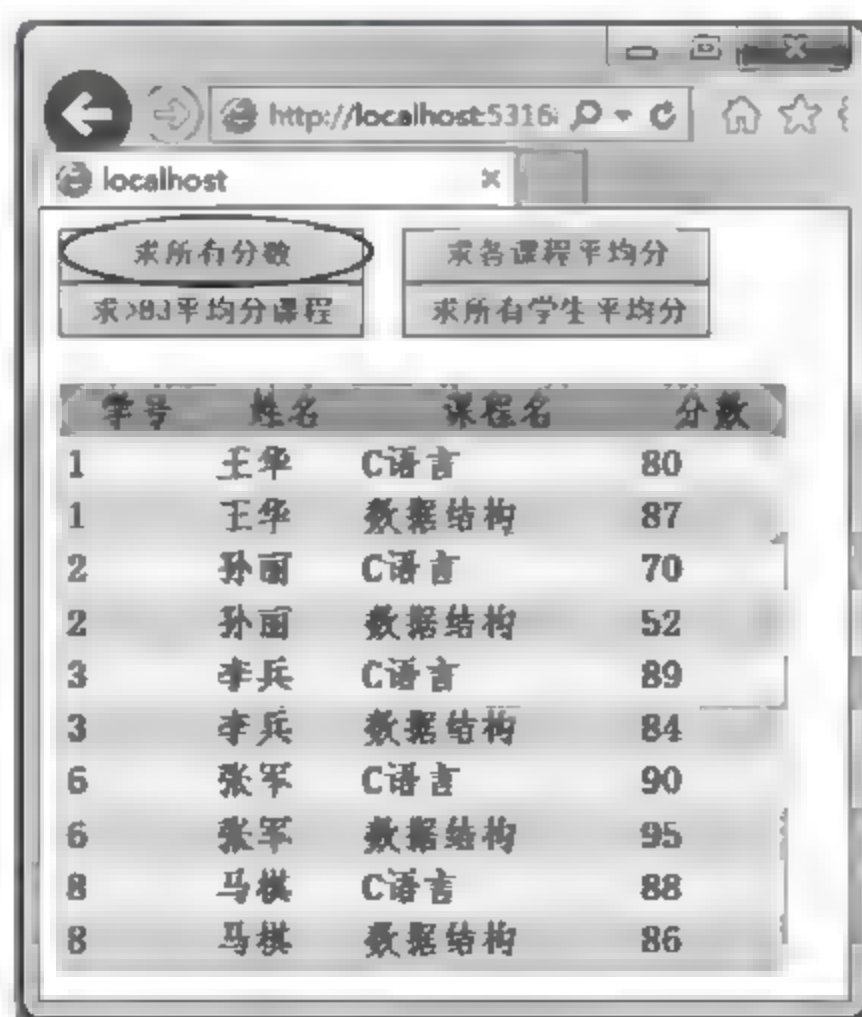 http://localhost:5316
localhost
求所有分数 求各课程平均分
求>83平均分课程 求所有学生平均分
学号 姓名 课程名 分数
1 王华 C语言 80
1 王华 数据结构 87
2 孙丽 C语言 70
2 孙丽 数据结构 52
3 李兵 C语言 89
3 李兵 数据结构 84
6 张军 C语言 90
6 张军 数据结构 95
8 马棋 C语言 88
8 马棋 数据结构 86